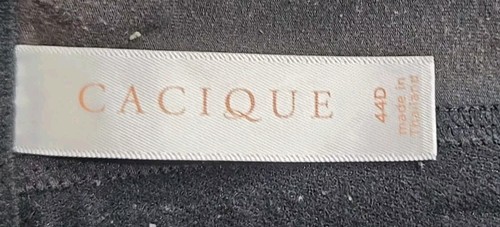 CACIQUE
44D
made in
Thailand